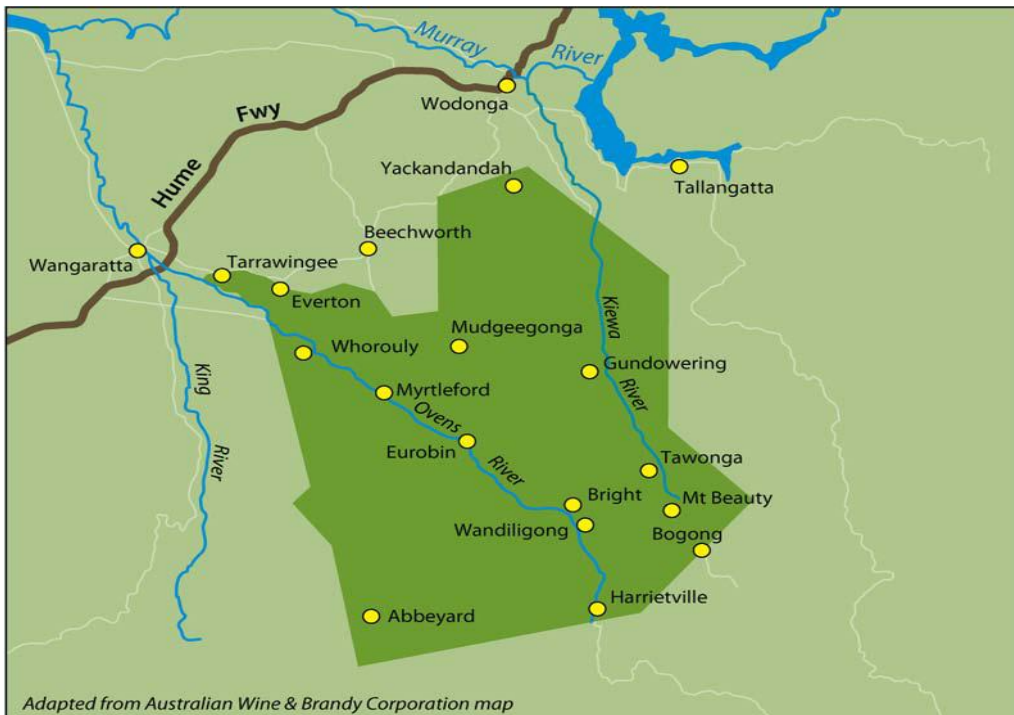 Murray
River
Wodonga
Fwy
Hume
Yackandandah
Tallangatta
Beechworth
Wangaratta
Tarrawingee
Everton
Kiewa
River
Mudgeegonga
Whorouly
Gundowering
King
River
Myrtleford
Ovens
River
Eurobin
Tawonga
Bright
Mt Beauty
Wandiligong
Bogong
Harrietville
Abbeyard
Adapted from Australian Wine & Brandy Corporation map